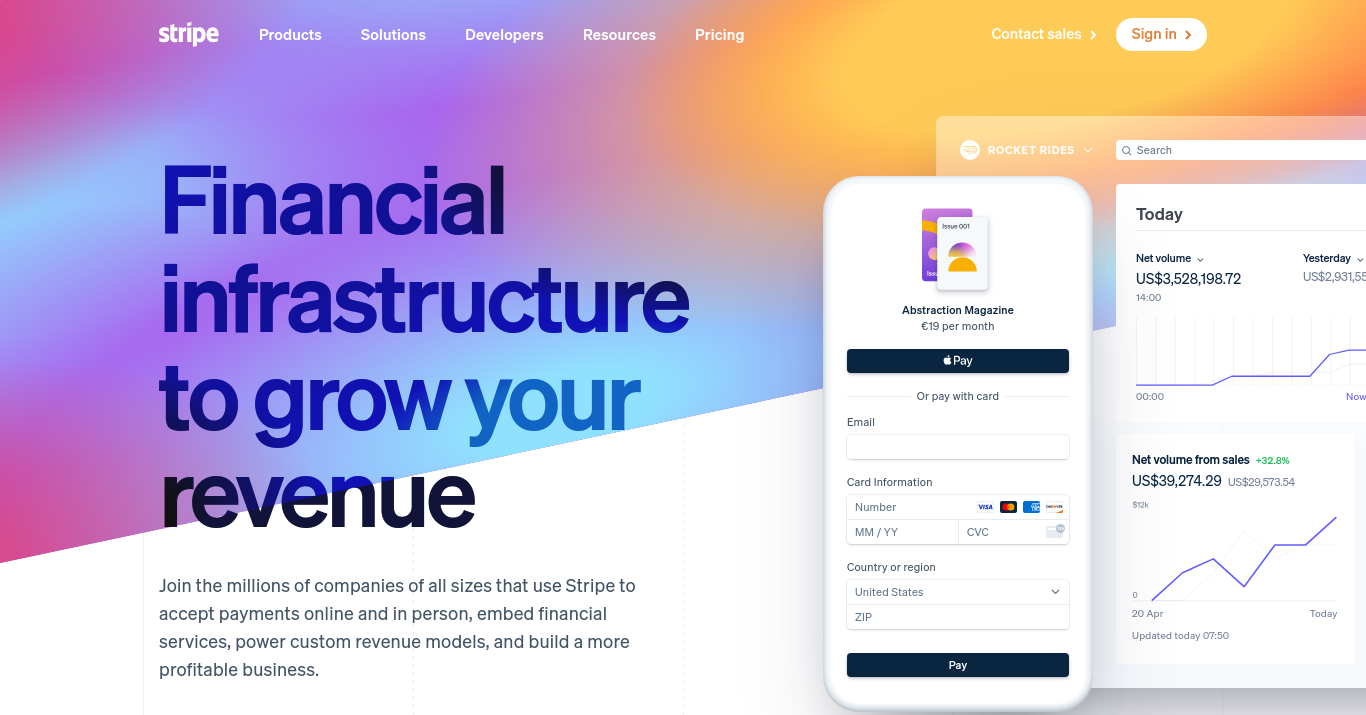 stripe
Products
Solutions
Developers
Resources
Pricing
Contact sales
Sign in
Financial
infrastructure
to grow your
revenue
Join the millions of companies of all sizes that use Stripe to
accept payments online and in person, embed financial
services, power custom revenue models, and build a more
profitable business.
Issue 001
Abstraction Magazine
€19 per month
Pay
Or pay with card
Email
Card Information
Number
VISA
MM / YY
CVC
Country or region
United States
ZIP
Pay
ROCKET RIDES
Search
Today
Net volume
Yesterday
US$3,528,198.72
US$2,931,55
14:00
00:00
Now
Net volume from sales +32.8%
US$39,274.29 US$29,573.54
$12k
0
20 Apr
Today
Updated today 07:50